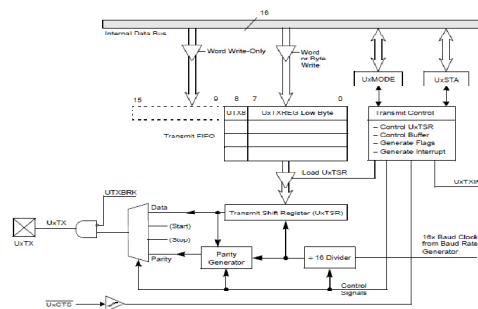 16
Internal Data Bus
Word Write-Only
Word
or Byte
Write
UxMODE
UxSTA
15
9
8
7
0
UTX8
UxTXREG Low Byte
Transmit FIFO
Transmit Control
– Control UxTSR
– Control Buffer
– Generate Flags
– Generate Interrupt
Load UxTSR
UxTXIF
UTXBRK
Data
Transmit Shift Register (UxTSR)
UxTX
(Start)
(Stop)
UxTX
Parity
Parity
Generator
÷ 16 Divider
16x Baud Clock
from Baud Rate
Generator
Control
Signals
UxCTS